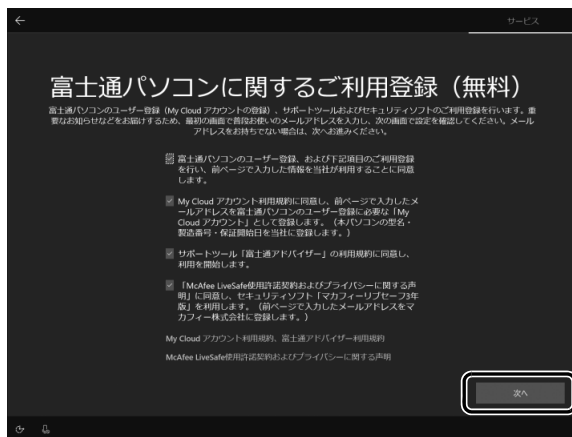 サービス
富士通パソコンに関するご利用登録（無料）
富士通パソコンのユーザー登録（My Cloud アカウントの登録）、サポートツールおよびセキュリティソフトのご利用登録を行います。重
要なお知らせなどをお届けするため、最初の画面で普段お使いのメールアドレスを入力し、次の画面で設定を確認してください。メール
アドレスをお持ちでない場合は、次へお進みください。
富士通パソコンのユーザー登録、および下記項目のご利用登録
を行い、前ページで入力した情報を当社が利用することに同意
します。
My Cloud アカウント利用規約に同意し、前ページで入力したメ
ールアドレスを富士通パソコンのユーザー登録に必要な「My
Cloud アカウント」として登録します。（本パソコンの型名・
製造番号・保証開始日を当社に登録します。）
サポートツール「富士通アドバイザー」の利用規約に同意し、
利用を開始します。
「McAfee LiveSafe使用許諾契約およびプライバシーに関する声
明」に同意し、セキュリティソフト「マカフィーリブセーフ3年
版」を利用します。（前ページで入力したメールアドレスをマ
カフィー株式会社に登録します。）
My Cloud アカウント利用規約、富士通アドバイザー利用規約
McAfee LiveSafe使用許諾契約およびプライバシーに関する声明
次へ